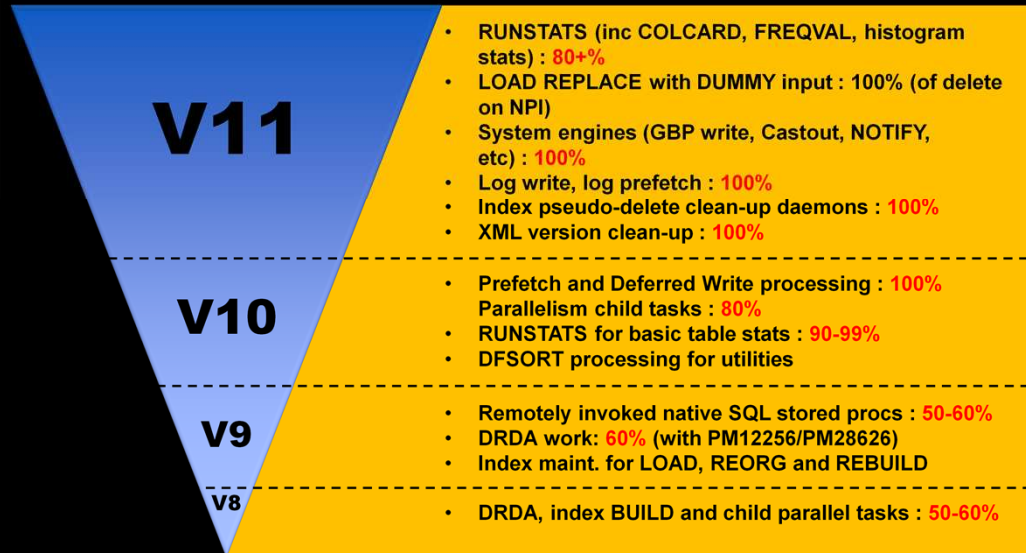 V11
• RUNSTATS (inc COLCARD, FREQVAL, histogram
stats) : 80+%
• LOAD REPLACE with DUMMY input : 100% (of delete
on NPI)
• System engines (GBP write, Castout, NOTIFY,
etc) : 100%
• Log write, log prefetch : 100%
• Index pseudo-delete clean-up daemons : 100%
• XML version clean-up : 100%
V10
• Prefetch and Deferred Write processing : 100%
Parallelism child tasks : 80%
• RUNSTATS for basic table stats : 90-99%
• DFSORT processing for utilities
V9
• Remotely invoked native SQL stored procs : 50-60%
• DRDA work: 60% (with PM12256/PM28626)
• Index maint. for LOAD, REORG and REBUILD
V8
• DRDA, index BUILD and child parallel tasks : 50-60%